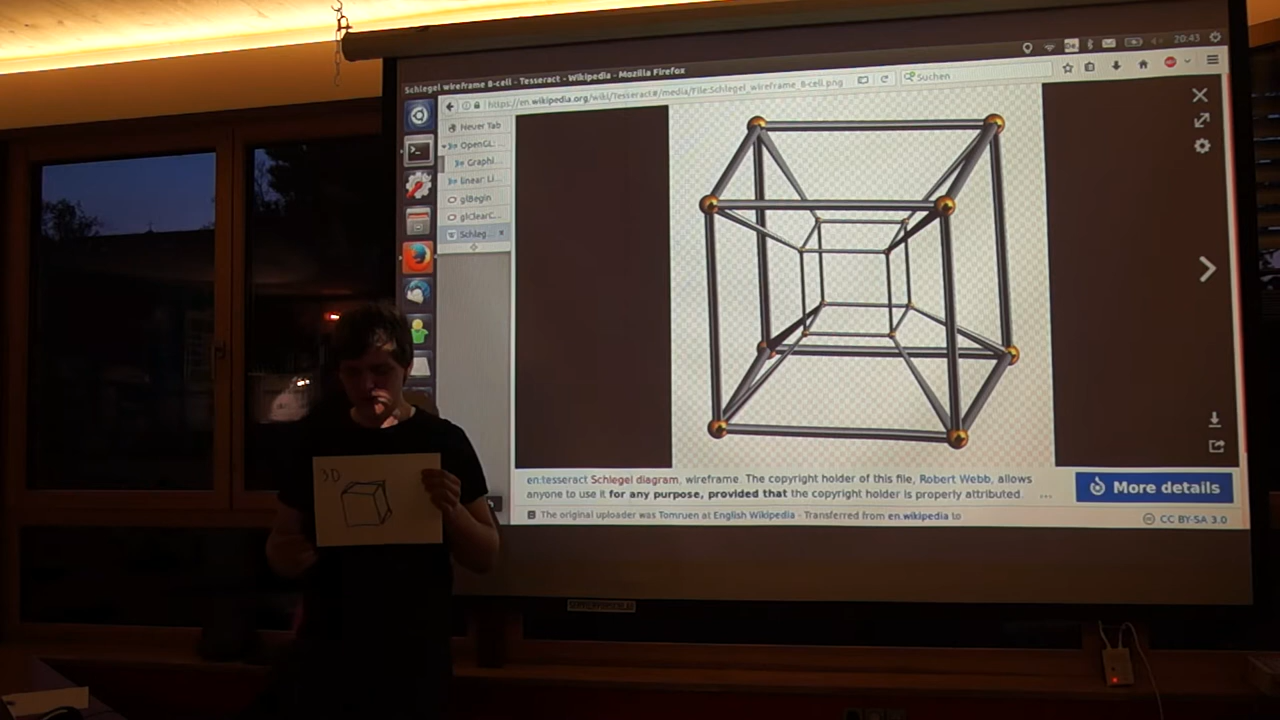 De
20:43
Schlegel wireframe 8-cell - Tesseract - Wikipedia - Mozilla Firefox
https://en.wikipedia.org/wiki/Tesseract#/media/File:Schlegel_wireframe_8-cell.png
Suchen
Neuer Tab
OpenGL: ...
Graphi...
linear: Li...
glBegin
glClearC...
Schleg...
3D
en:tesseract Schlegel diagram, wireframe. The copyright holder of this file, Robert Webb, allows
anyone to use it for any purpose, provided that the copyright holder is properly attributed.
More details
The original uploader was Tomruen at English Wikipedia - Transferred from en.wikipedia to
CC BY-SA 3.0